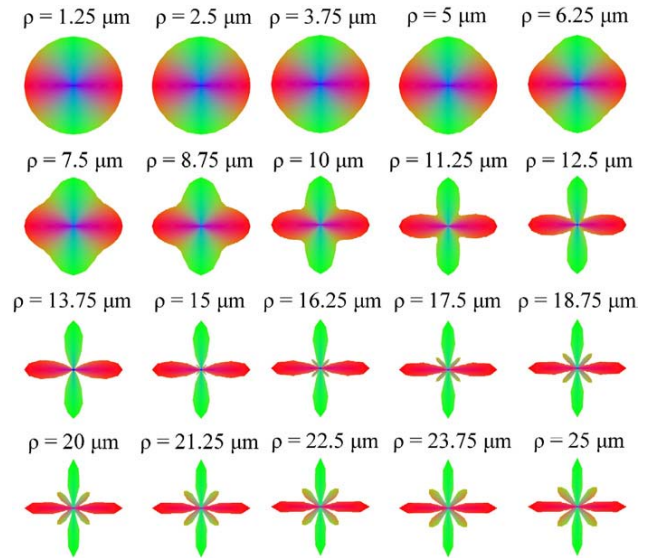 ρ = 1.25 μm ρ = 2.5 μm ρ = 3.75 μm ρ = 5 μm ρ = 6.25 μm
ρ = 7.5 μm ρ = 8.75 μm ρ = 10 μm ρ = 11.25 μm ρ = 12.5 μm
ρ = 13.75 μm ρ = 15 μm ρ = 16.25 μm ρ = 17.5 μm ρ = 18.75 μm
ρ = 20 μm ρ = 21.25 μm ρ = 22.5 μm ρ = 23.75 μm ρ = 25 μm